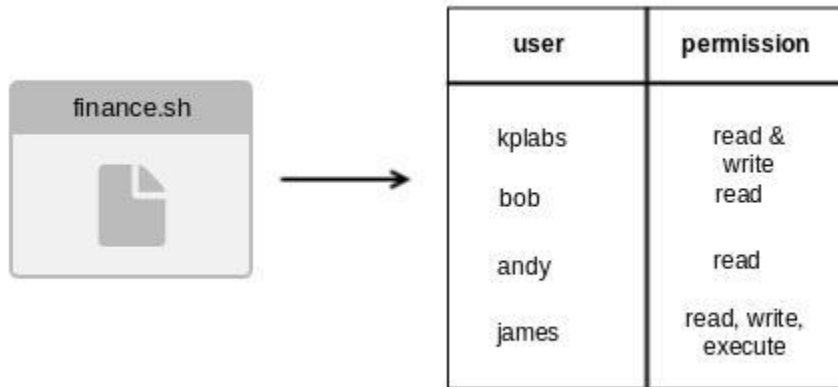 finance.sh
user permission
kplabs read &
write
bob read
andy read
james read, write,
execute